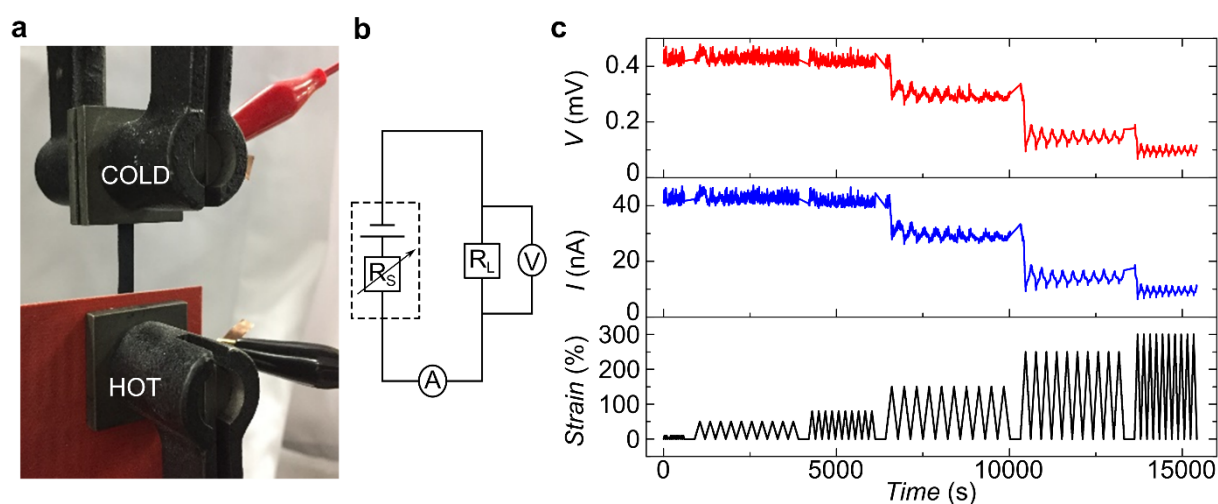 a
COLD
HOT
b
R_S
R_L
V
A
c
V (mV)
0.4
0.2
0
I (nA)
40
20
0
Strain (%)
300
200
100
0
0
5000
10000
15000
Time (s)